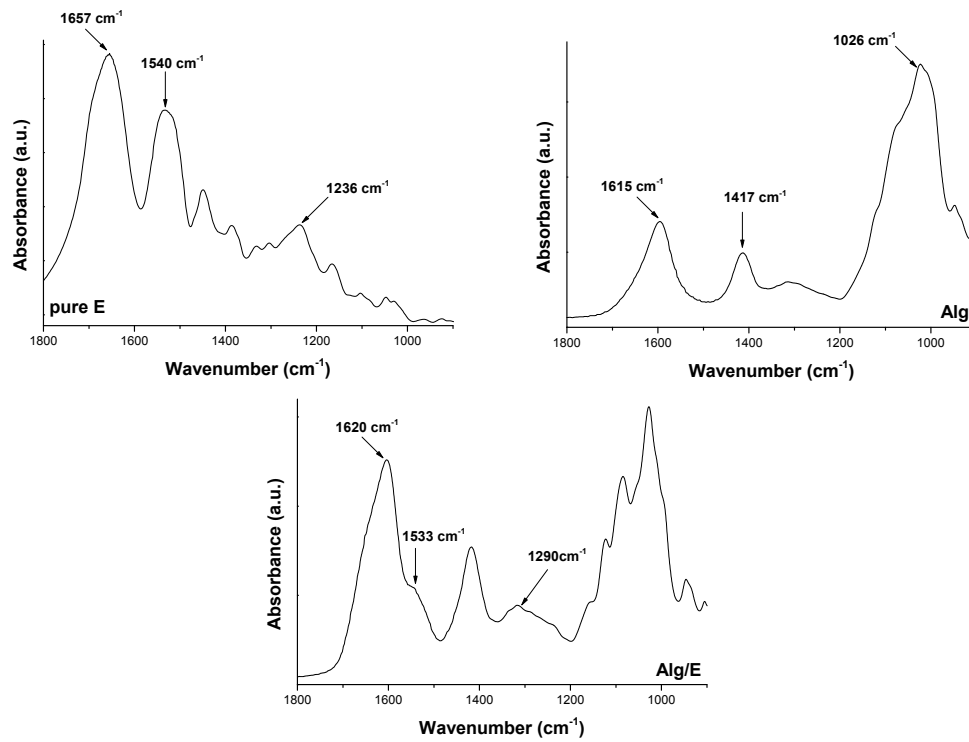 1657 cm⁻¹
1540 cm⁻¹
1236 cm⁻¹
Absorbance (a.u.)
pure E
1800 1600 1400 1200 1000
Wavenumber (cm⁻¹)
1026 cm⁻¹
1615 cm⁻¹
1417 cm⁻¹
Absorbance (a.u.)
Alg
1800 1600 1400 1200 1000
Wavenumber (cm⁻¹)
1620 cm⁻¹
1533 cm⁻¹
1290cm⁻¹
Absorbance (a.u.)
Alg/E
1800 1600 1400 1200 1000
Wavenumber (cm⁻¹)